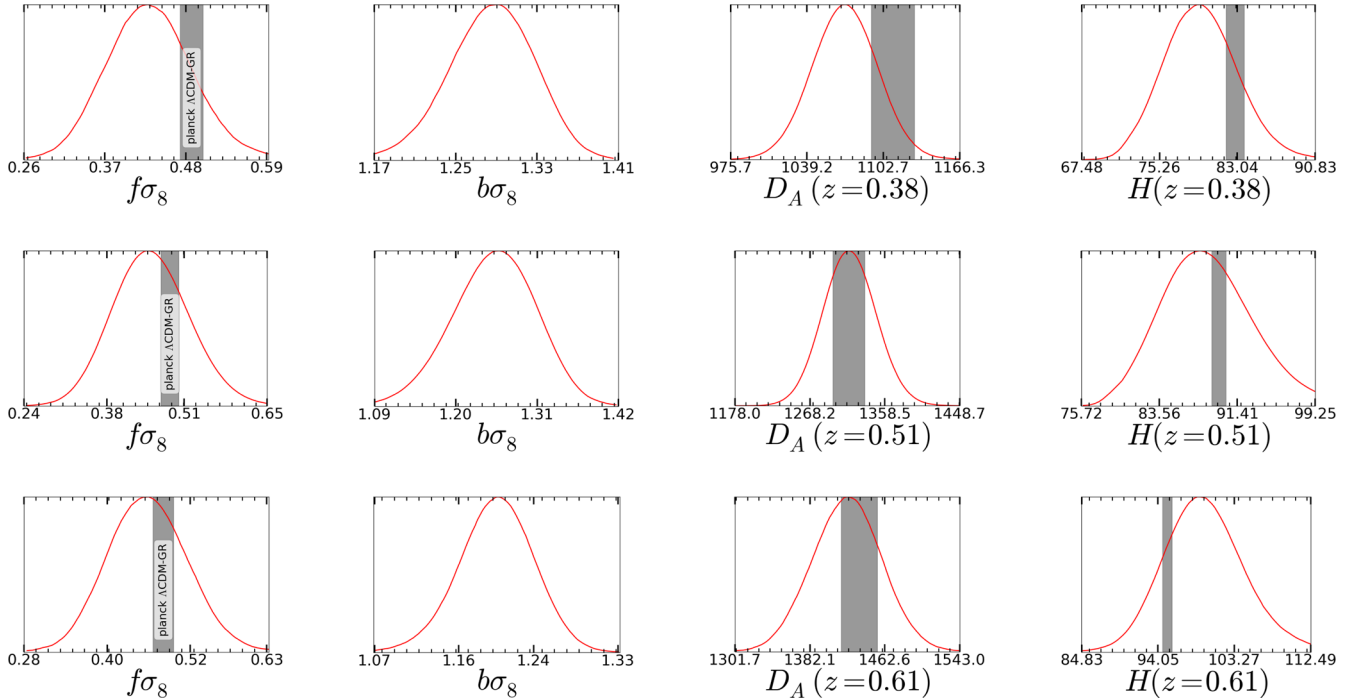 planck ΛCDM-GR
0.26 0.37 0.48 0.59
fσ8
1.17 1.25 1.33 1.41
bσ8
975.7 1039.2 1102.7 1166.3
D_A (z=0.38)
67.48 75.26 83.04 90.83
H(z=0.38)
planck ΛCDM-GR
0.24 0.38 0.51 0.65
fσ8
1.09 1.20 1.31 1.42
bσ8
1178.0 1268.2 1358.5 1448.7
D_A (z=0.51)
75.72 83.56 91.41 99.25
H(z=0.51)
planck ΛCDM-GR
0.28 0.40 0.52 0.63
fσ8
1.07 1.16 1.24 1.33
bσ8
1301.7 1382.1 1462.6 1543.0
D_A (z=0.61)
84.83 94.05 103.27 112.49
H(z=0.61)